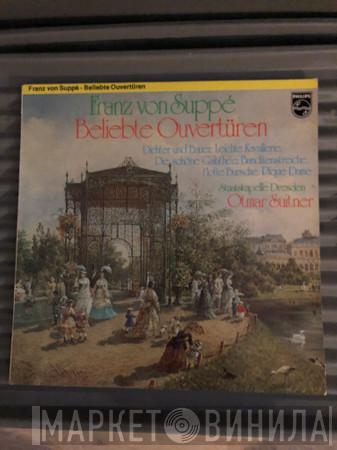 Franz von Suppé - Beliebte Ouvertüren
PHILIPS
Franz von Suppé
Beliebte Ouvertüren
Dichter und Bauer, Leichte Kavallerie,
Die schöne Galathée, Banditenstreiche,
Flotte Bursche, Pique Dame
Staatskapelle Dresden
Otmar Suitner
МАРКЕТ ВИНИЛА